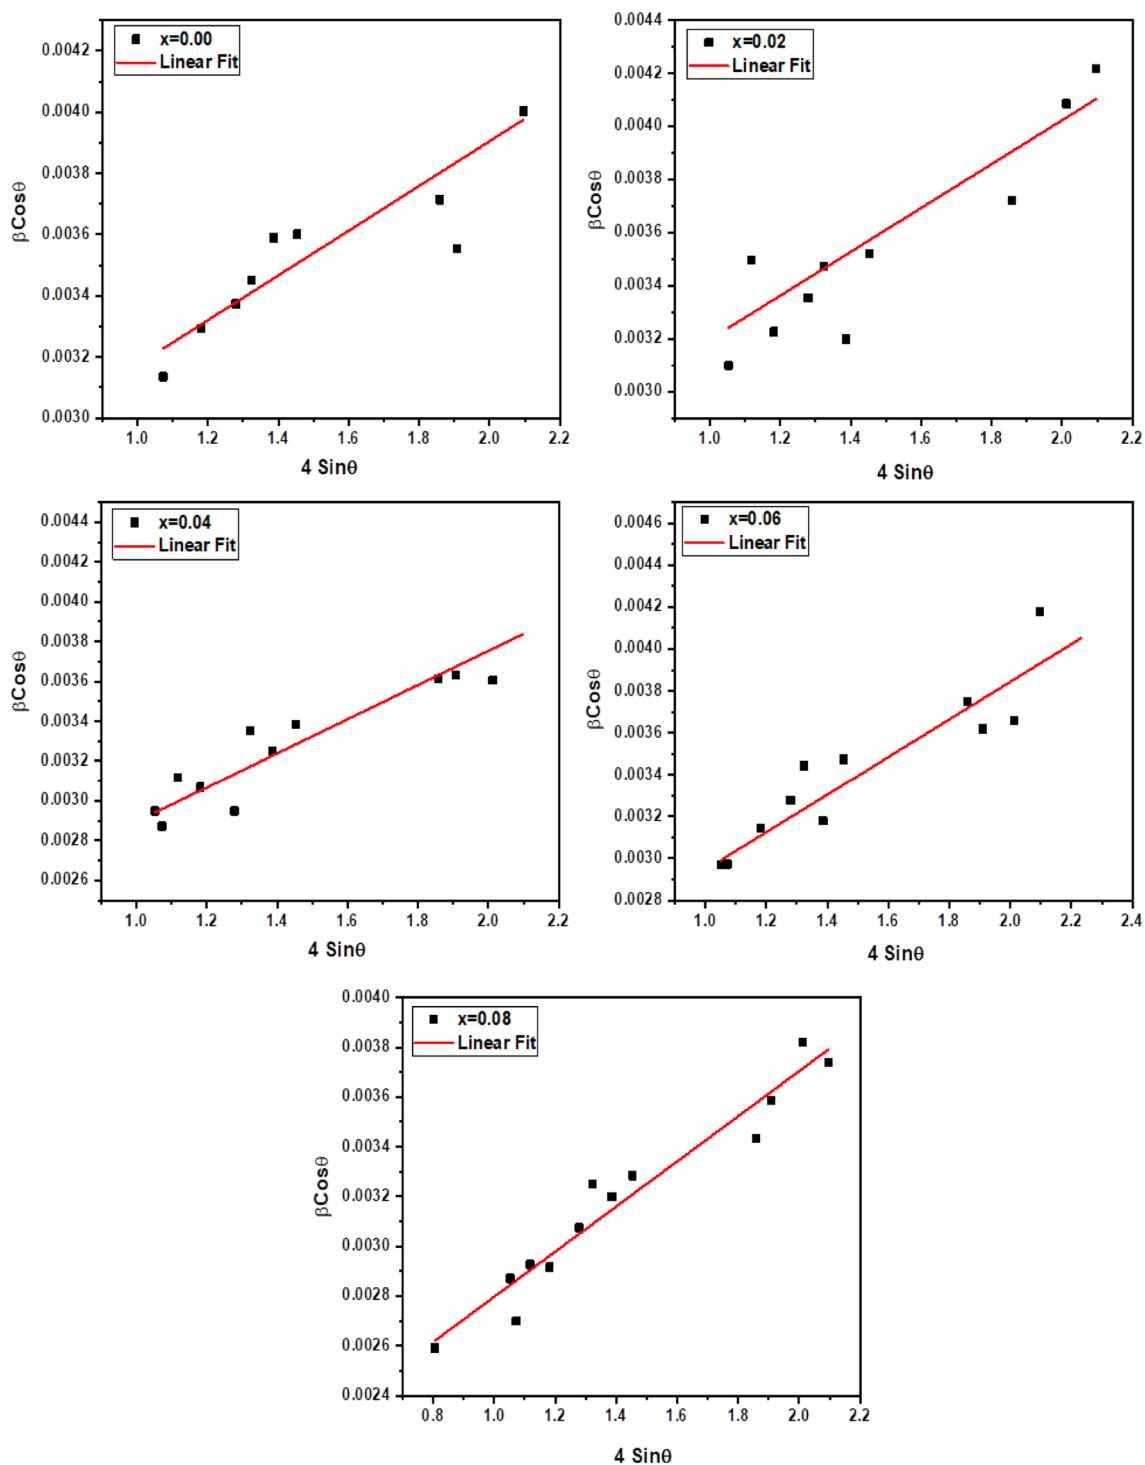 x=0.00
Linear Fit
0.0042
0.0040
0.0038
0.0036
0.0034
0.0032
0.0030
βCosθ
1.0 1.2 1.4 1.6 1.8 2.0 2.2
4 Sinθ
x=0.02
Linear Fit
0.0044
0.0042
0.0040
0.0038
0.0036
0.0034
0.0032
0.0030
βCosθ
1.0 1.2 1.4 1.6 1.8 2.0 2.2
4 Sinθ
x=0.04
Linear Fit
0.0044
0.0042
0.0040
0.0038
0.0036
0.0034
0.0032
0.0030
0.0028
0.0026
βCosθ
1.0 1.2 1.4 1.6 1.8 2.0 2.2
4 Sinθ
x=0.06
Linear Fit
0.0046
0.0044
0.0042
0.0040
0.0038
0.0036
0.0034
0.0032
0.0030
0.0028
βCosθ
1.0 1.2 1.4 1.6 1.8 2.0 2.2 2.4
4 Sinθ
x=0.08
Linear Fit
0.0040
0.0038
0.0036
0.0034
0.0032
0.0030
0.0028
0.0026
0.0024
βCosθ
0.8 1.0 1.2 1.4 1.6 1.8 2.0 2.2
4 Sinθ